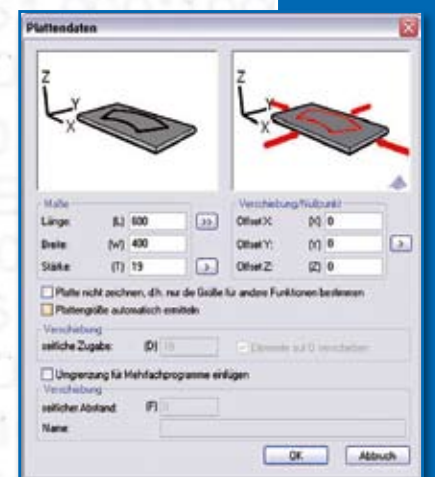 Plattendaten
Z
Y
X
Z
Y
X
Maße
Länge: (L) 600 >>
Breite: (W) 400
Stärke: (T) 19 >
Verschiebung/Nullpunkt
Offset X: (X) 0
Offset Y: (Y) 0 >
Offset Z: (Z) 0
Platte nicht zeichnen, d.h. nur die Größe für andere Funktionen bestimmen
Plattengröße automatisch ermitteln
Verschiebung
seitliche Zugabe: (D)
Elemente auf 0 verschieben
Umgrenzung für Mehrfachprogramme einfügen
Verschiebung
seitlicher Abstand: (F)
Name:
OK Abbruch